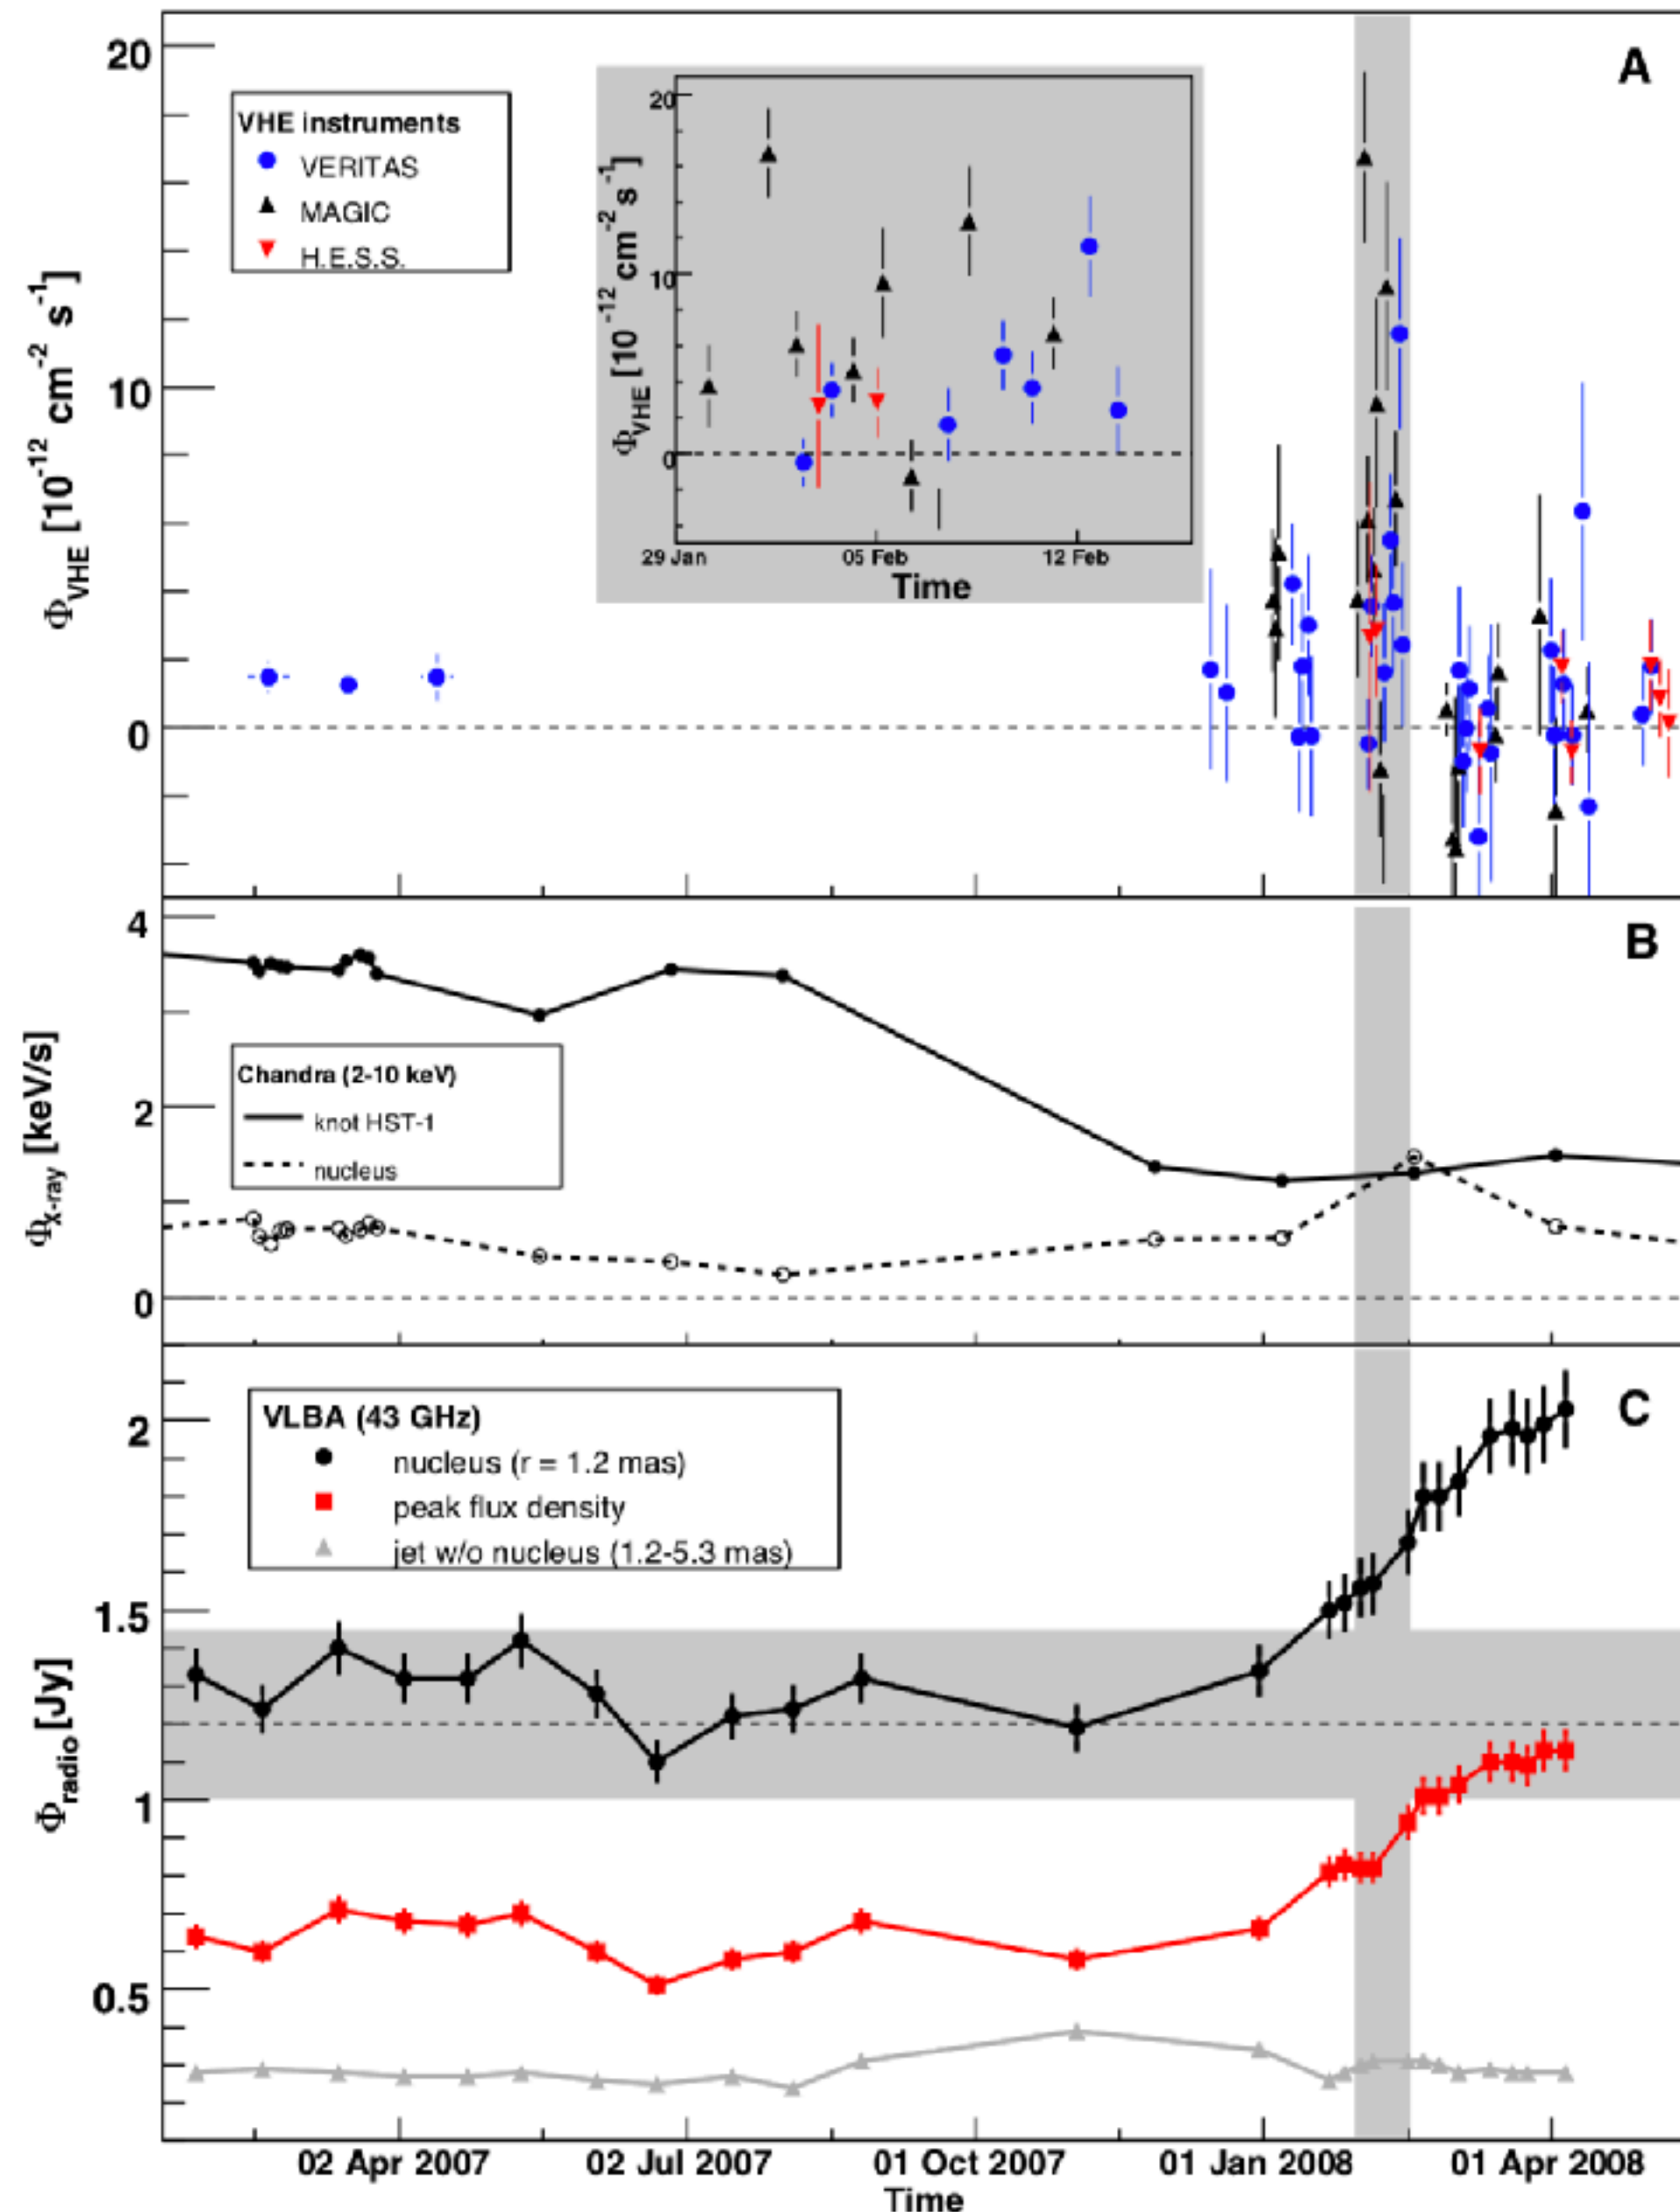 A
20
10
0
Φ_VHE [10^-12 cm^-2 s^-1]
VHE instruments
VERITAS
MAGIC
H.E.S.S.
20
10
0
Φ_VHE [10^-12 cm^-2 s^-1]
29 Jan 05 Feb 12 Feb
Time
B
4
2
0
Φ_X-ray [keV/s]
Chandra (2-10 keV)
knot HST-1
nucleus
C
2
1.5
1
0.5
Φ_radio [Jy]
VLBA (43 GHz)
nucleus (r = 1.2 mas)
peak flux density
jet w/o nucleus (1.2-5.3 mas)
02 Apr 2007 02 Jul 2007 01 Oct 2007 01 Jan 2008 01 Apr 2008
Time